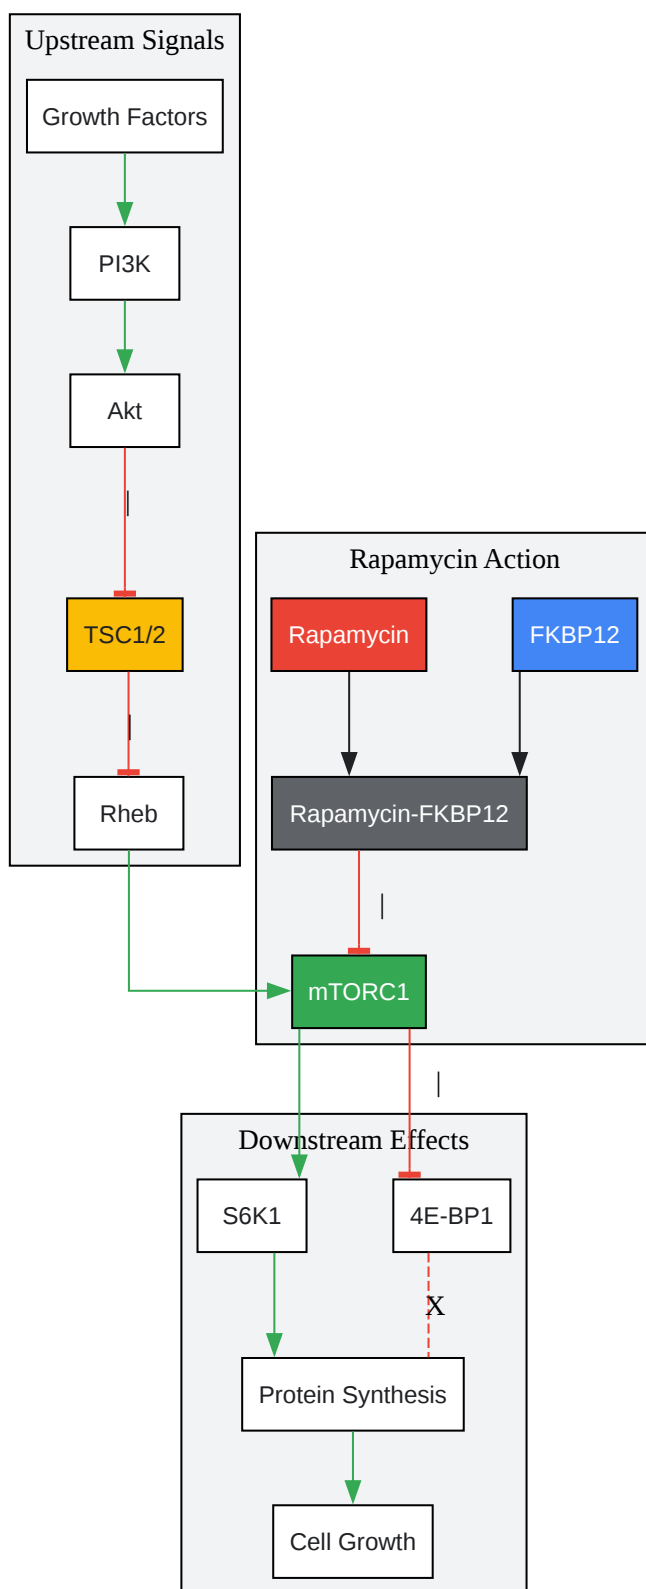 Upstream Signals
Growth Factors
PI3K
Akt
|
TSC1/2
|
Rheb
Rapamycin Action
Rapamycin
FKBP12
Rapamycin-FKBP12
|
mTORC1
|
Downstream Effects
S6K1
4E-BP1
X
Protein Synthesis
Cell Growth